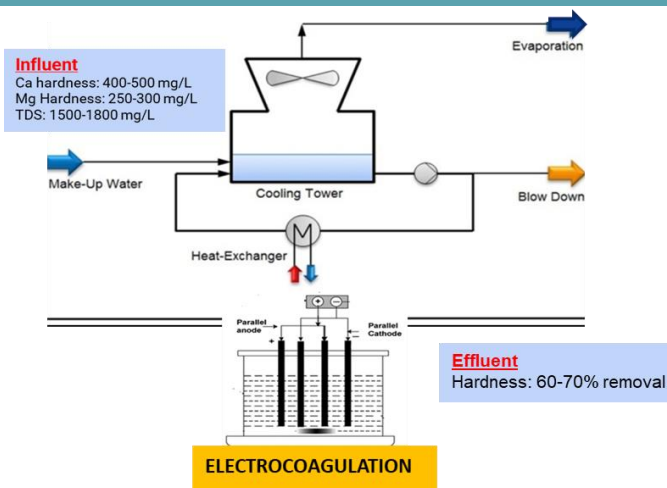 Evaporation
Influent
Ca hardness: 400-500 mg/L
Mg Hardness: 250-300 mg/L
TDS: 1500-1800 mg/L
Make-Up Water
Cooling Tower
Blow Down
M
Heat-Exchanger
+ −
Parallel
anode
Parallel
Cathode
+
−
Effluent
Hardness: 60-70% removal
ELECTROCOAGULATION